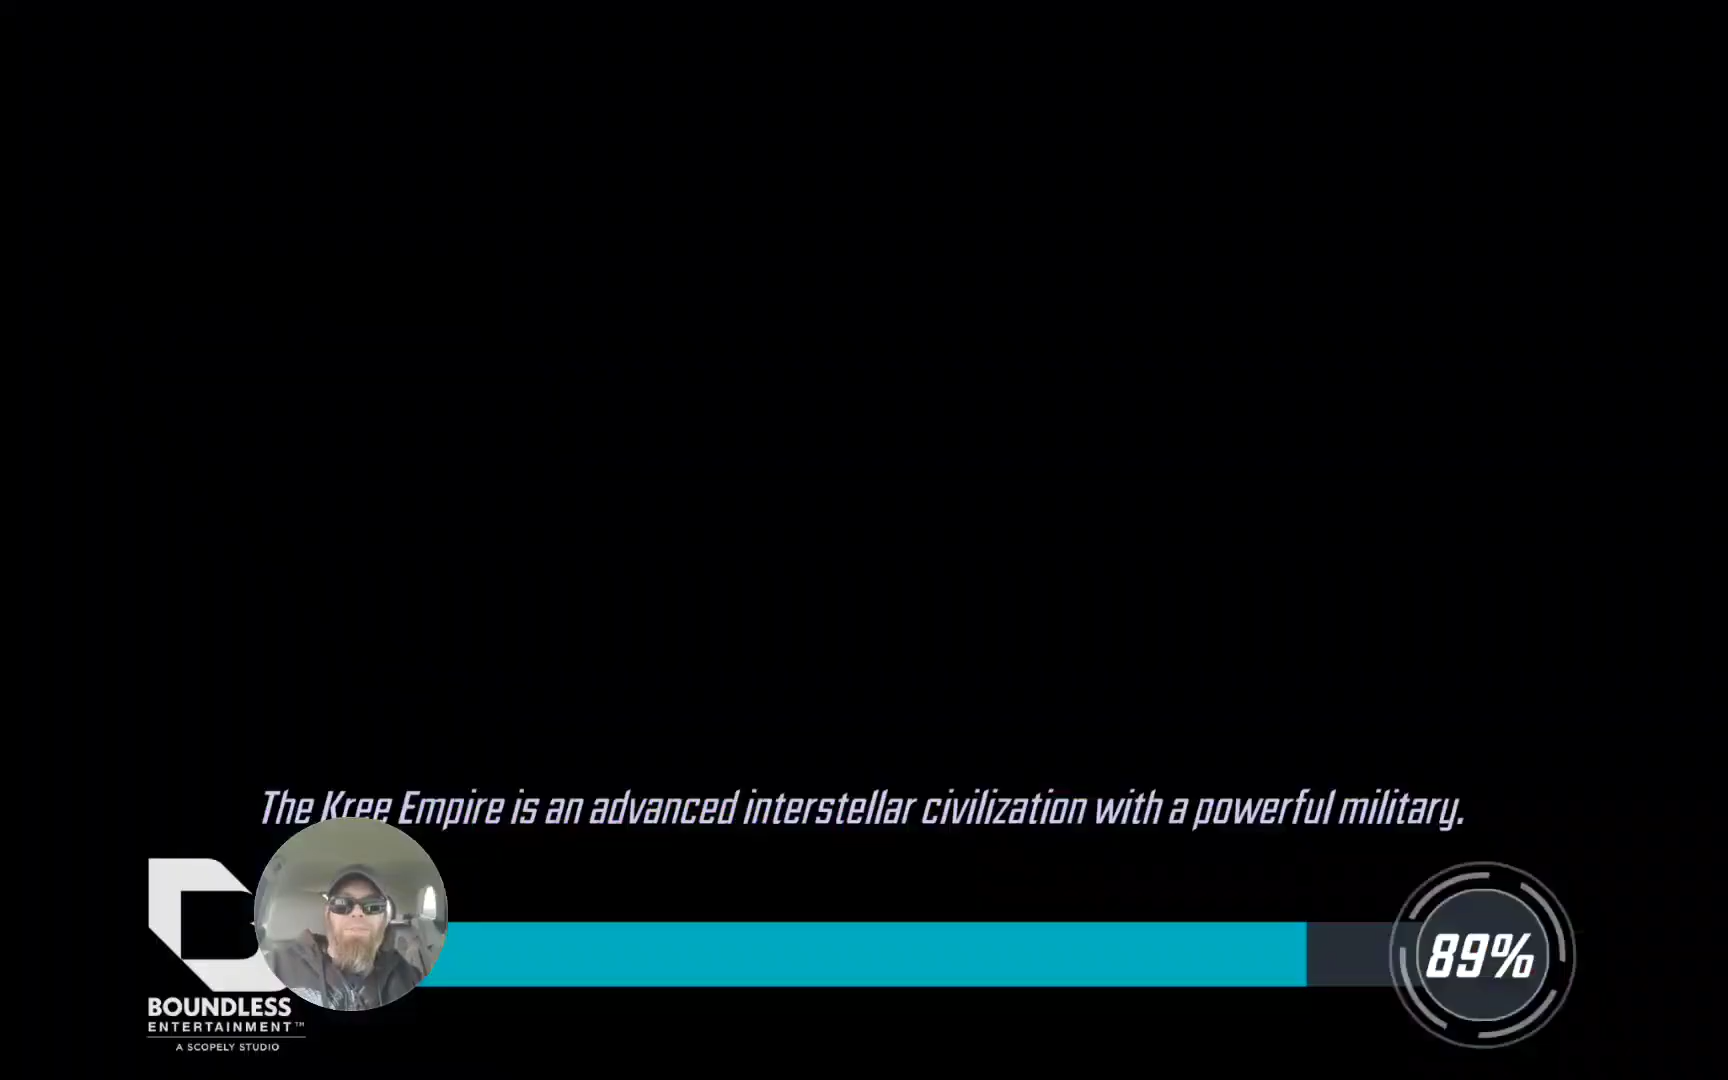 The Kree Empire is an advanced interstellar civilization with a powerful military.
89%
BOUNDLESS
ENTERTAINMENT™
A SCOPELY STUDIO